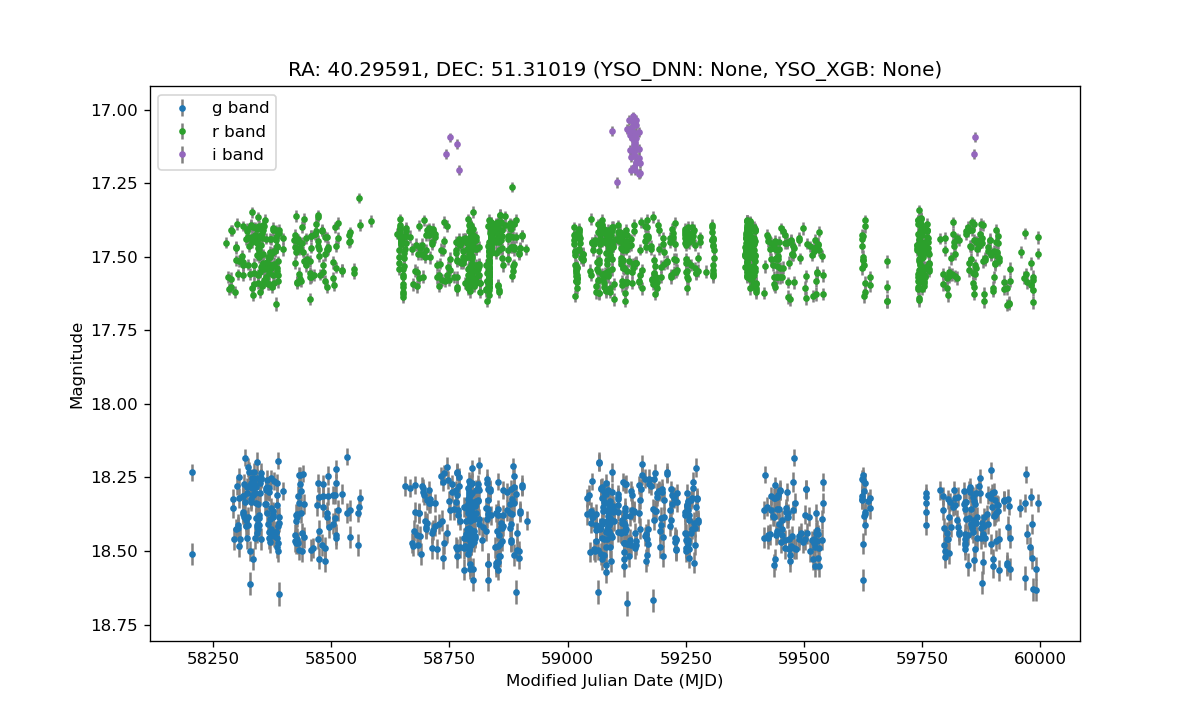 RA: 40.29591, DEC: 51.31019 (YSO_DNN: None, YSO_XGB: None)
g band
r band
i band
17.00
17.25
17.50
17.75
18.00
18.25
18.50
18.75
Magnitude
58250 58500 58750 59000 59250 59500 59750 60000
Modified Julian Date (MJD)